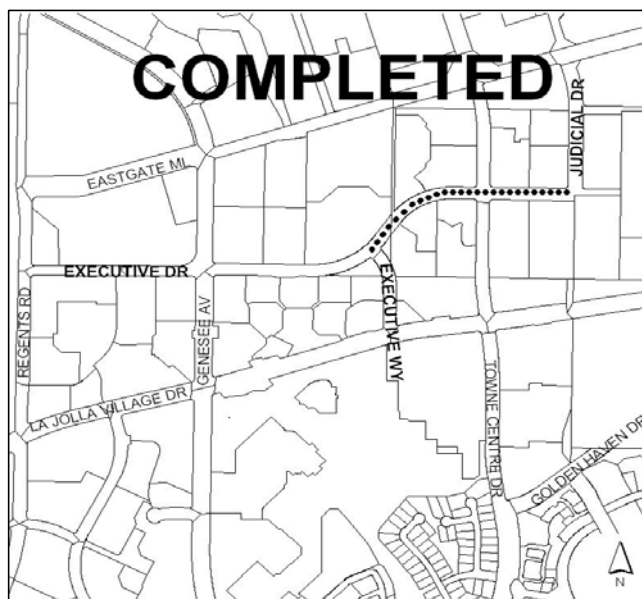 COMPLETED
JUDICIAL DR
EASTGATE ML
EXECUTIVE DR
EXECUTIVE WY
REGENTS RD
GENESEE AV
LA JOLLA VILLAGE DR
TOWNE CENTRE DR
GOLDEN HAVEN DR
N